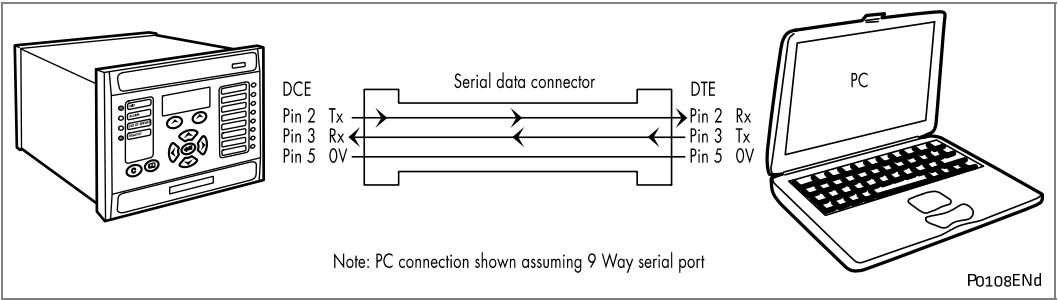 Serial data connector
DCE
Pin 2 Tx
Pin 3 Rx
Pin 5 0V
DTE
Pin 2 Rx
Pin 3 Tx
Pin 5 0V
PC
Note: PC connection shown assuming 9 Way serial port
P0108ENd